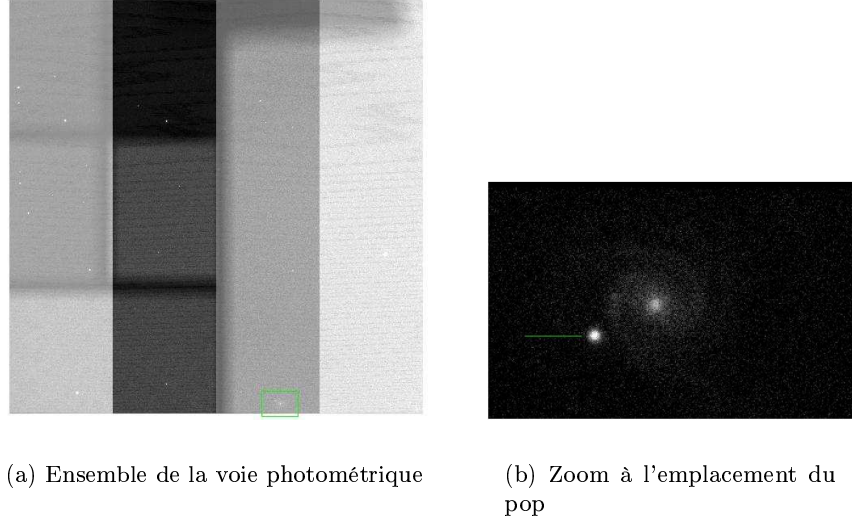 (a) Ensemble de la voie photométrique
(b) Zoom à l'emplacement du
pop